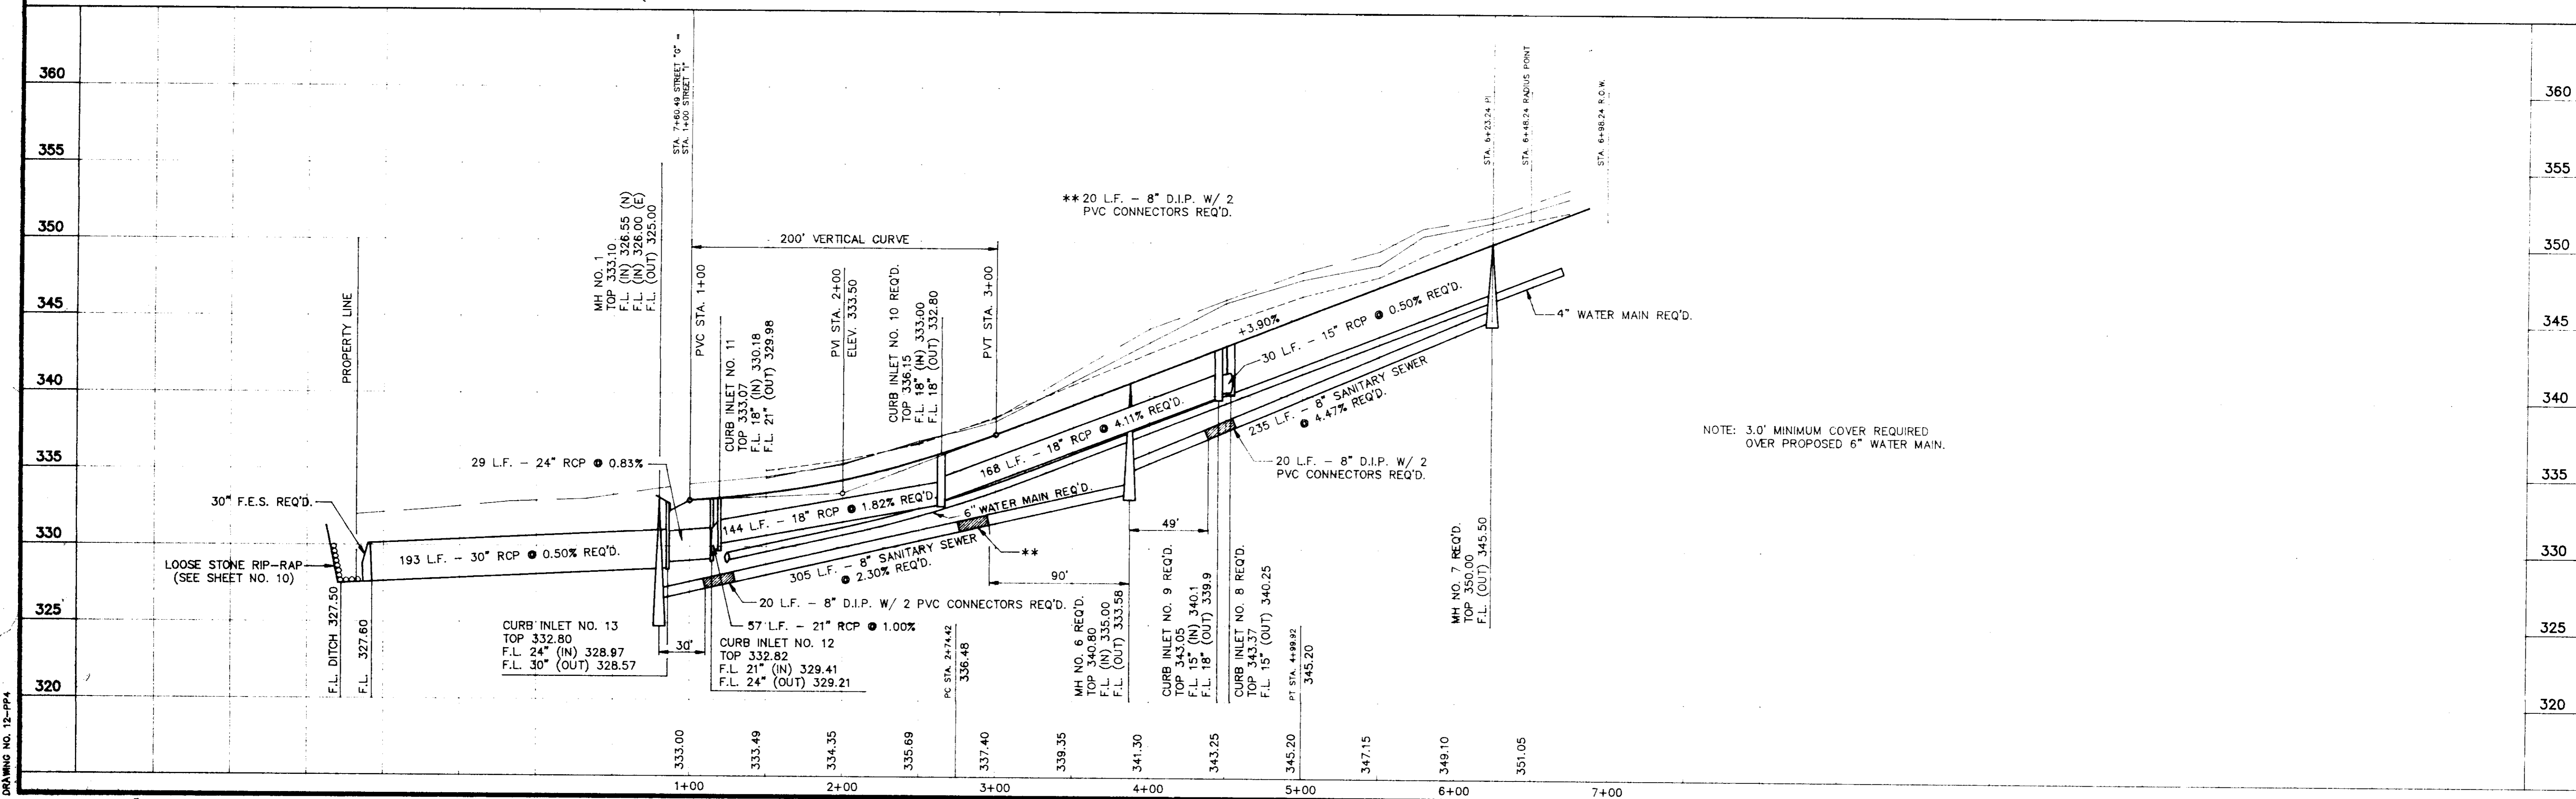 360
355
350
345
340
335
330
325
320
DRAWING NO. 12-PP4
PROPERTY LINE
30" F.E.S. REQ'D.
LOOSE STONE RIP-RAP
(SEE SHEET NO. 10)
F.L. DITCH 327.50
F.L. 327.60
193 L.F. - 30" RCP @ 0.50% REQ'D.
29 L.F. - 24" RCP @ 0.83%
MH NO. 1
TOP 333.10
F.L. (IN) 326.55 (N)
F.L. (IN) 326.00 (E)
F.L. (OUT) 325.00
STA. 7+60.49 STREET "G" =
STA. 1+00 STREET "I"
200' VERTICAL CURVE
PVC STA. 1+00
CURB INLET NO. 11
TOP 333.07
F.L. 18" (IN) 330.18
F.L. 21" (OUT) 329.98
PVI STA. 2+00
ELEV. 333.50
CURB INLET NO. 10 REQ'D.
TOP 336.15
F.L. 18" (IN) 333.00
F.L. 18" (OUT) 332.80
PVT STA. 3+00
** 20 L.F. - 8" D.I.P. W/ 2
PVC CONNECTORS REQ'D.
+3.90%
30 L.F. - 15" RCP @ 0.50% REQ'D.
168 L.F. - 18" RCP @ 4.11% REQ'D.
144 L.F. - 18" RCP @ 1.82% REQ'D.
6" WATER MAIN REQ'D.
305 L.F. - 8" SANITARY SEWER
@ 2.30% REQ'D.
235 L.F. - 8" SANITARY SEWER
@ 4.47% REQ'D.
4" WATER MAIN REQ'D.
20 L.F. - 8" D.I.P. W/ 2
PVC CONNECTORS REQ'D.
**
49'
90'
30'
20 L.F. - 8" D.I.P. W/ 2 PVC CONNECTORS REQ'D.
57 L.F. - 21" RCP @ 1.00%
CURB INLET NO. 13
TOP 332.80
F.L. 24" (IN) 328.97
F.L. 30" (OUT) 328.57
CURB INLET NO. 12
TOP 332.82
F.L. 21" (IN) 329.41
F.L. 24" (OUT) 329.21
PC STA. 2+74.42
336.48
MH NO. 6 REQ'D.
TOP 340.80
F.L. (IN) 335.00
F.L. (OUT) 333.58
CURB INLET NO. 9 REQ'D.
TOP 343.05
F.L. 15" (IN) 340.1
F.L. 18" (OUT) 339.9
CURB INLET NO. 8 REQ'D.
TOP 343.37
F.L. 15" (OUT) 340.25
PT STA. 4+99.92
345.20
MH NO. 7 REQ'D.
TOP 350.00
F.L. (OUT) 345.50
STA. 6+23.24 PI
STA. 6+48.24 RADIUS POINT
STA. 6+98.24 R.O.W.
NOTE: 3.0' MINIMUM COVER REQUIRED
OVER PROPOSED 6" WATER MAIN.
333.00
333.49
334.35
335.69
337.40
339.35
341.30
343.25
345.20
347.15
349.10
351.05
1+00
2+00
3+00
4+00
5+00
6+00
7+00
360
355
350
345
340
335
330
325
320